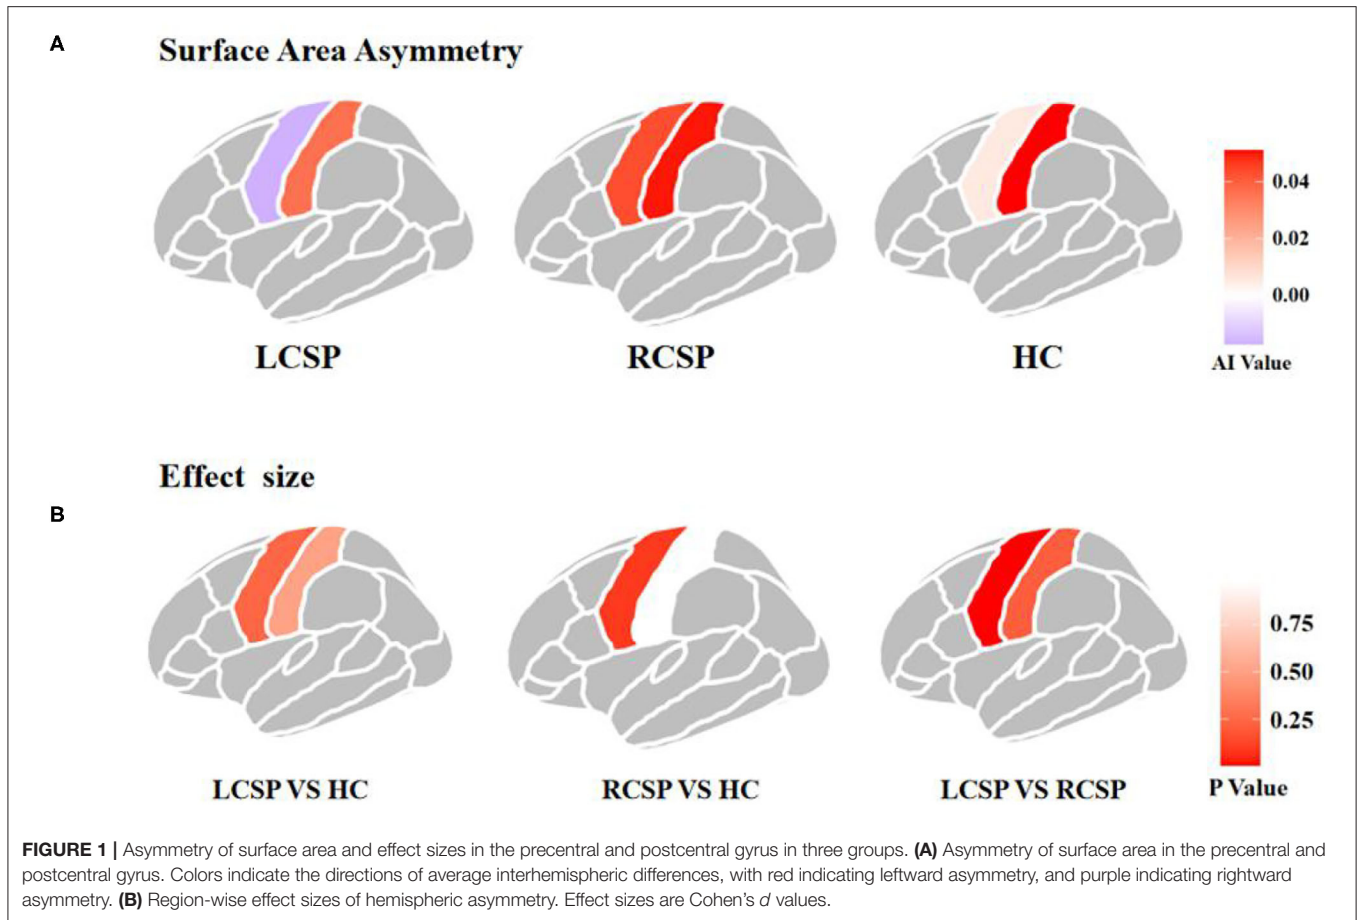 A
Surface Area Asymmetry
0.04
0.02
0.00
AI Value
LCSP
RCSP
HC
Effect size
B
0.75
0.50
0.25
P Value
LCSP VS HC
RCSP VS HC
LCSP VS RCSP
FIGURE 1 | Asymmetry of surface area and effect sizes in the precentral and postcentral gyrus in three groups. (A) Asymmetry of surface area in the precentral and
postcentral gyrus. Colors indicate the directions of average interhemispheric differences, with red indicating leftward asymmetry, and purple indicating rightward
asymmetry. (B) Region-wise effect sizes of hemispheric asymmetry. Effect sizes are Cohen's d values.